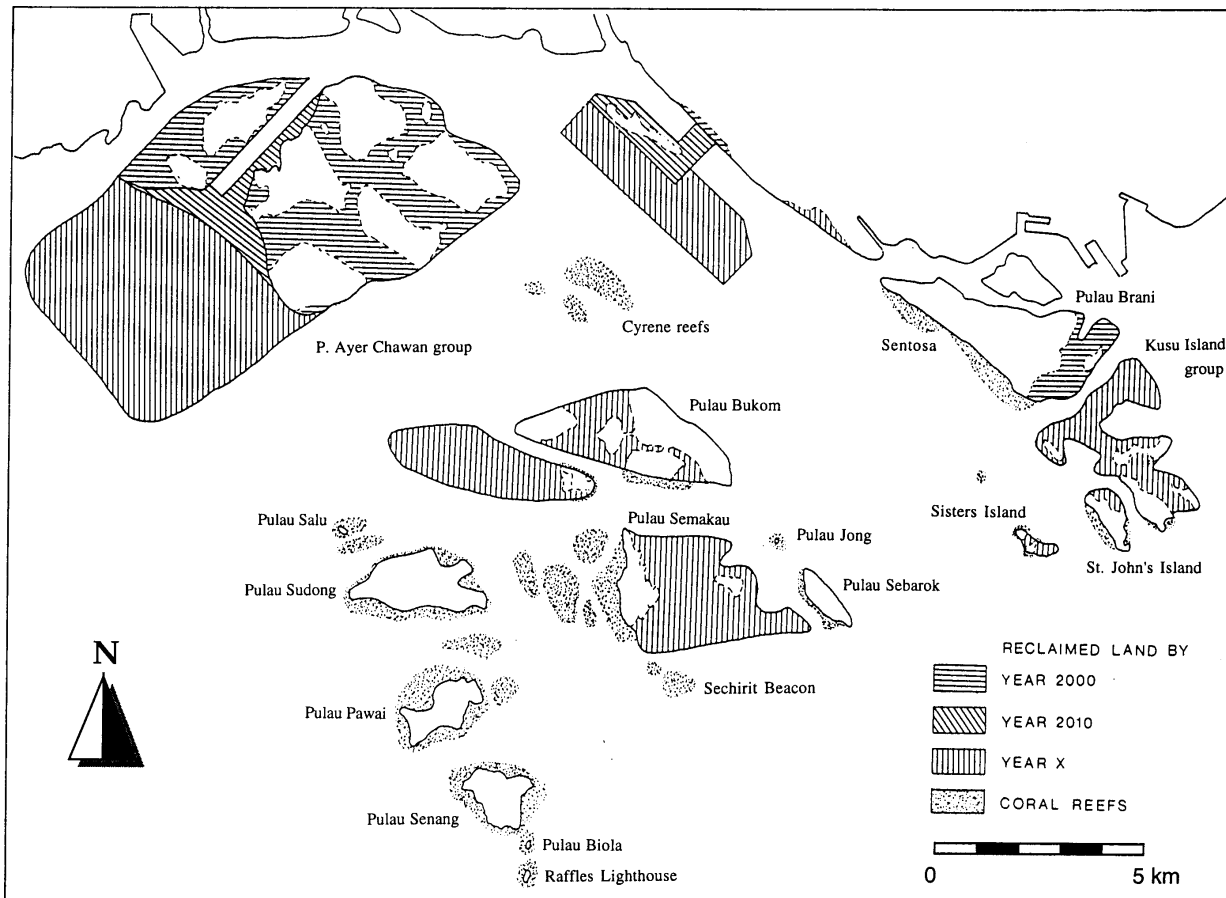 Cyrene reefs
P. Ayer Chawan group
Pulau Brani
Sentosa
Kusu Island
group
Pulau Bukom
Pulau Salu
Pulau Semakau
Pulau Jong
Sisters Island
St. John's Island
Pulau Sudong
Pulau Sebarok
N
Sechirit Beacon
Pulau Pawai
Pulau Senang
Pulau Biola
Raffles Lighthouse
RECLAIMED LAND BY
YEAR 2000
YEAR 2010
YEAR X
CORAL REEFS
0 5 km